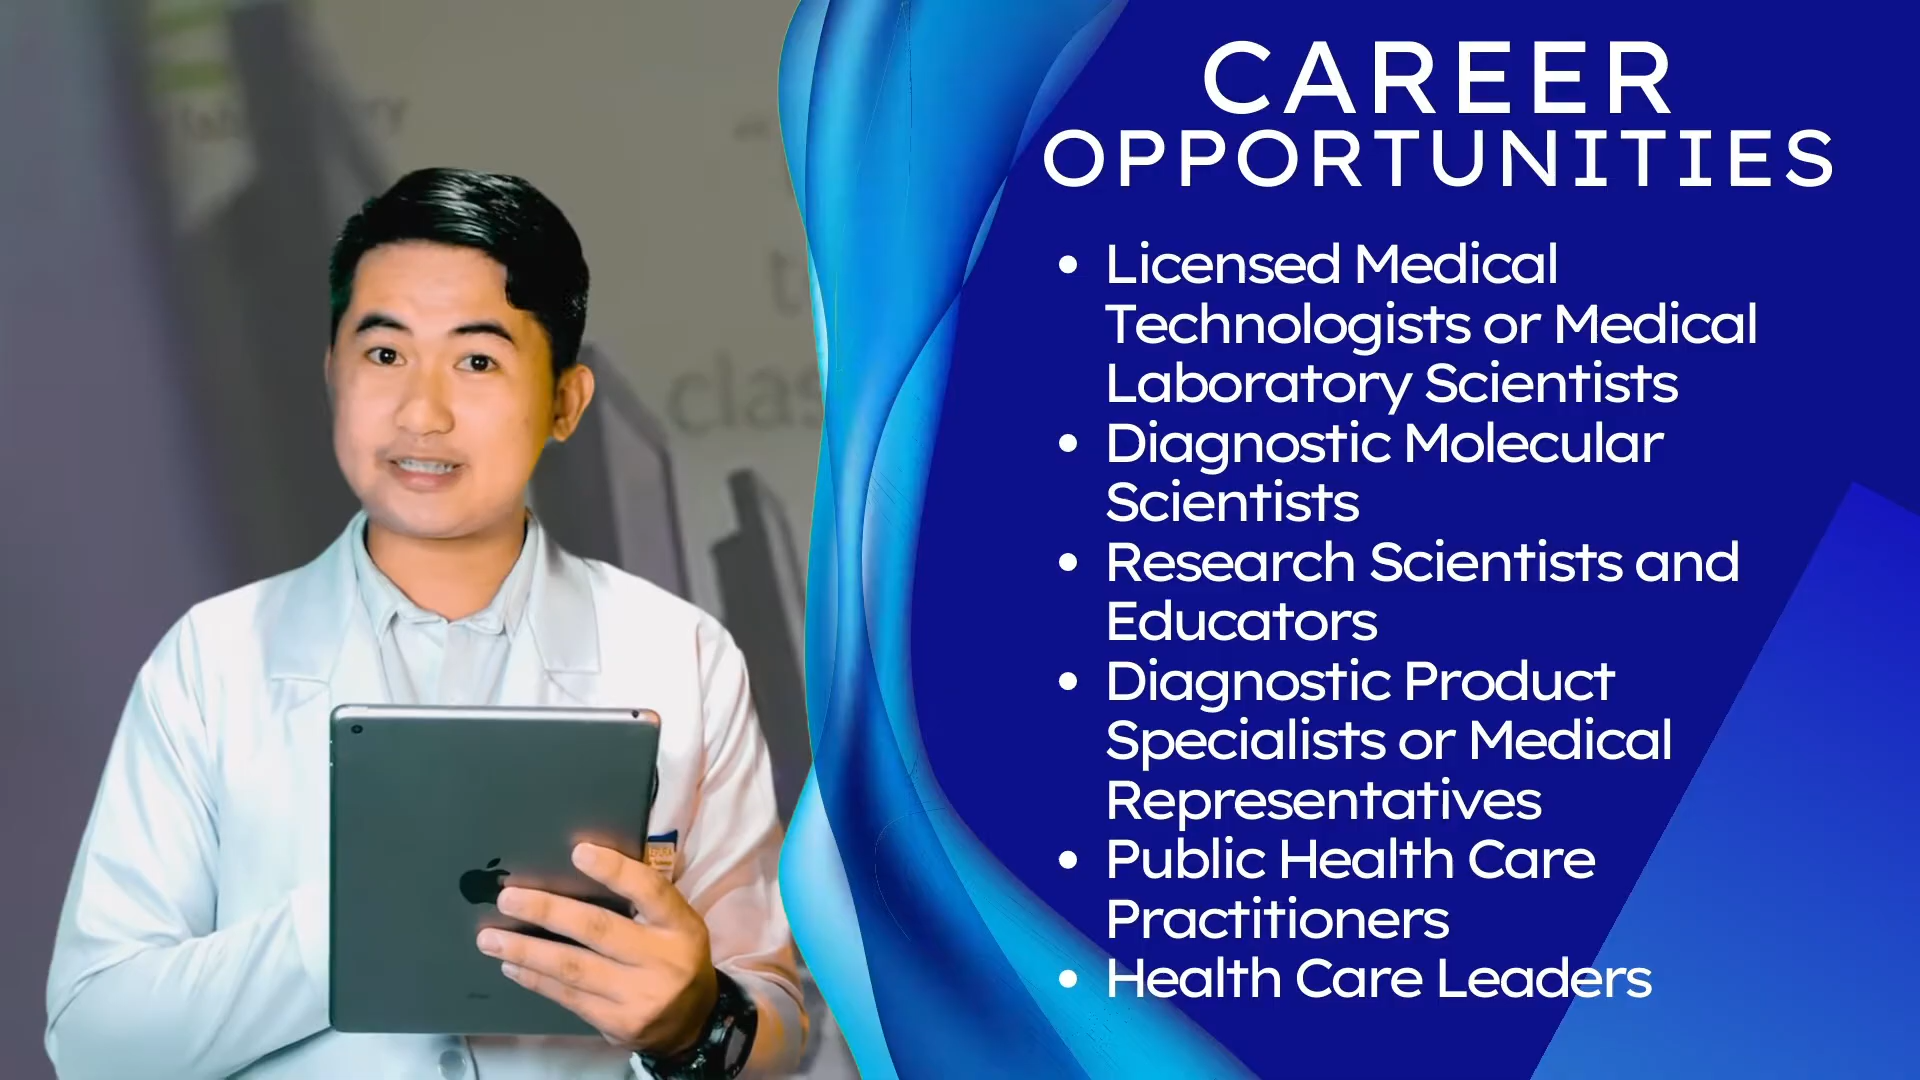 CAREER
OPPORTUNITIES
• Licensed Medical
Technologists or Medical
Laboratory Scientists
• Diagnostic Molecular
Scientists
• Research Scientists and
Educators
• Diagnostic Product
Specialists or Medical
Representatives
• Public Health Care
Practitioners
• Health Care Leaders
clas